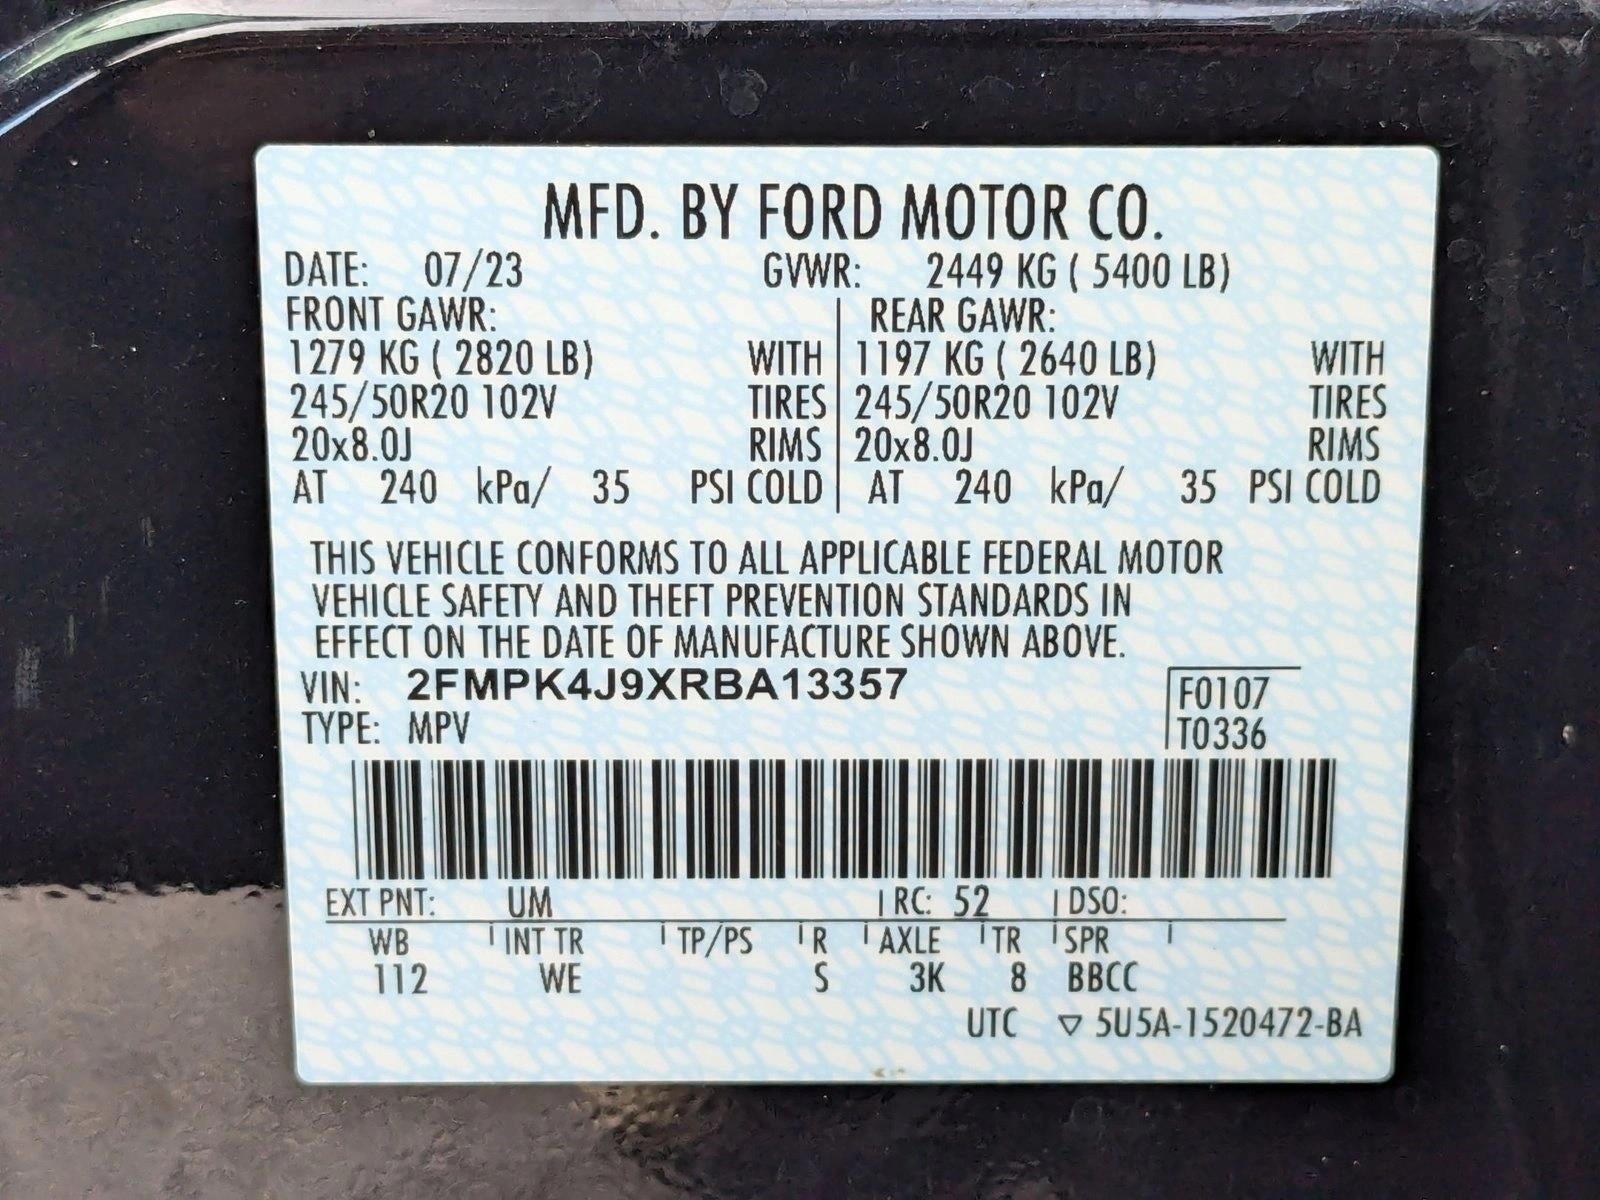 MFD. BY FORD MOTOR CO.
DATE: 07/23 GVWR: 2449 KG ( 5400 LB)
FRONT GAWR: REAR GAWR:
1279 KG ( 2820 LB) WITH 1197 KG ( 2640 LB) WITH
245/50R20 102V TIRES 245/50R20 102V TIRES
20x8.0J RIMS 20x8.0J RIMS
AT 240 kPa/ 35 PSI COLD AT 240 kPa/ 35 PSI COLD
THIS VEHICLE CONFORMS TO ALL APPLICABLE FEDERAL MOTOR
VEHICLE SAFETY AND THEFT PREVENTION STANDARDS IN
EFFECT ON THE DATE OF MANUFACTURE SHOWN ABOVE.
VIN: 2FMPK4J9XRBA13357 F0107
TYPE: MPV T0336
EXT PNT: UM RC: 52 DSO:
WB INT TR TP/PS R AXLE TR SPR
112 WE S 3K 8 BBCC
UTC ▽ 5U5A-1520472-BA